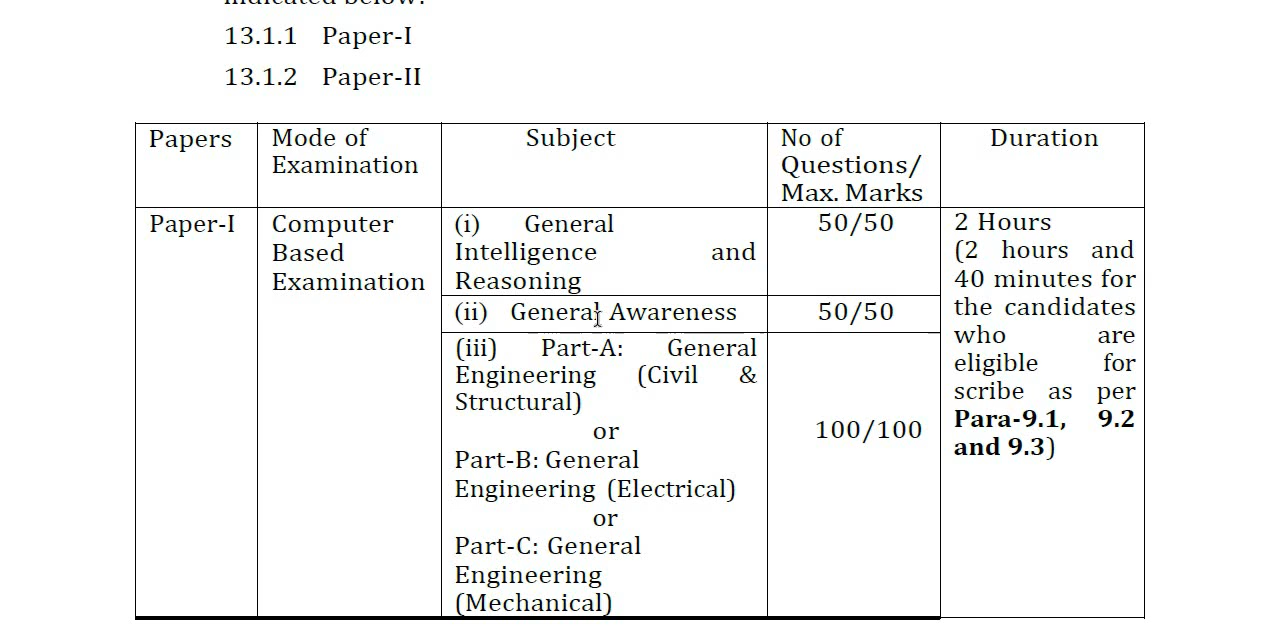 indicated below:
13.1.1 Paper-I
13.1.2 Paper-II
Papers
Mode of
Examination
Subject
No of
Questions/
Max. Marks
Duration
Paper-I
Computer
Based
Examination
(i) General
Intelligence and
Reasoning
50/50
2 Hours
(2 hours and
40 minutes for
the candidates
who are
eligible for
scribe as per
Para-9.1, 9.2
and 9.3)
(ii) General Awareness
50/50
(iii) Part-A: General
Engineering (Civil &
Structural)
or
Part-B: General
Engineering (Electrical)
or
Part-C: General
Engineering
(Mechanical)
100/100